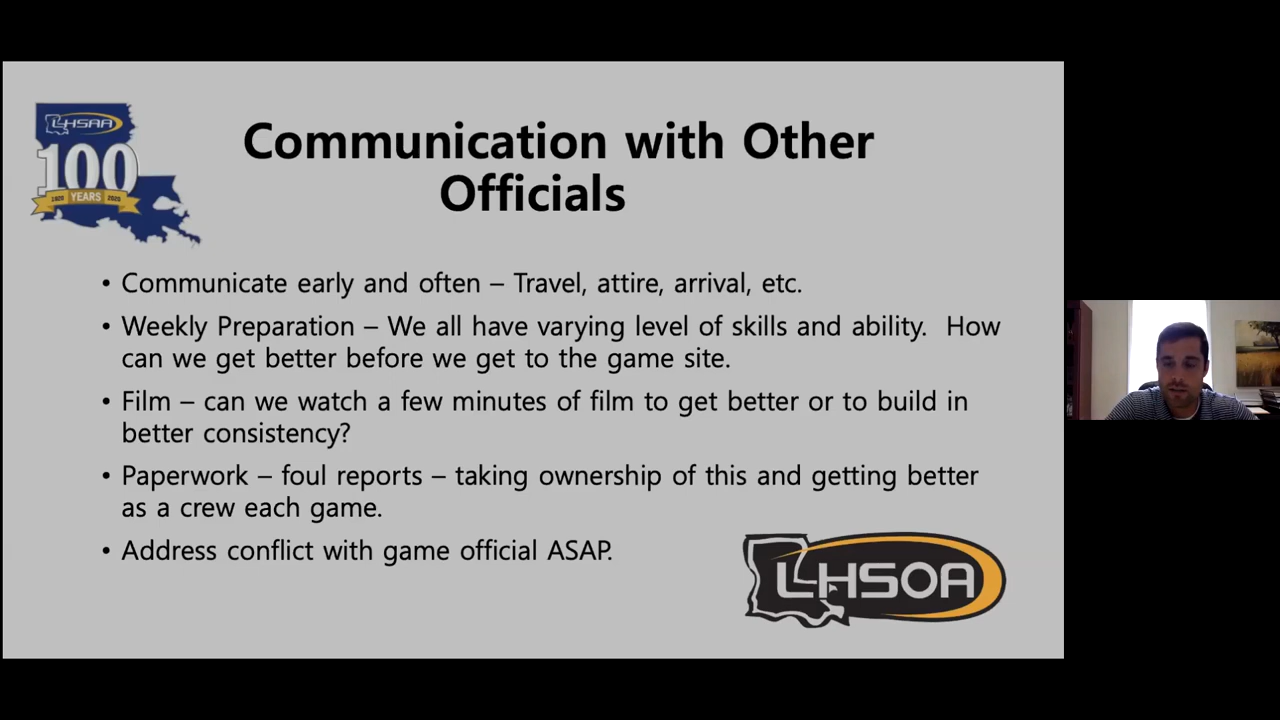 LHSAA
100
1920 YEARS 2020
Communication with Other
Officials
• Communicate early and often – Travel, attire, arrival, etc.
• Weekly Preparation – We all have varying level of skills and ability.  How
can we get better before we get to the game site.
• Film – can we watch a few minutes of film to get better or to build in
better consistency?
• Paperwork – foul reports – taking ownership of this and getting better
as a crew each game.
• Address conflict with game official ASAP.
LHSOA